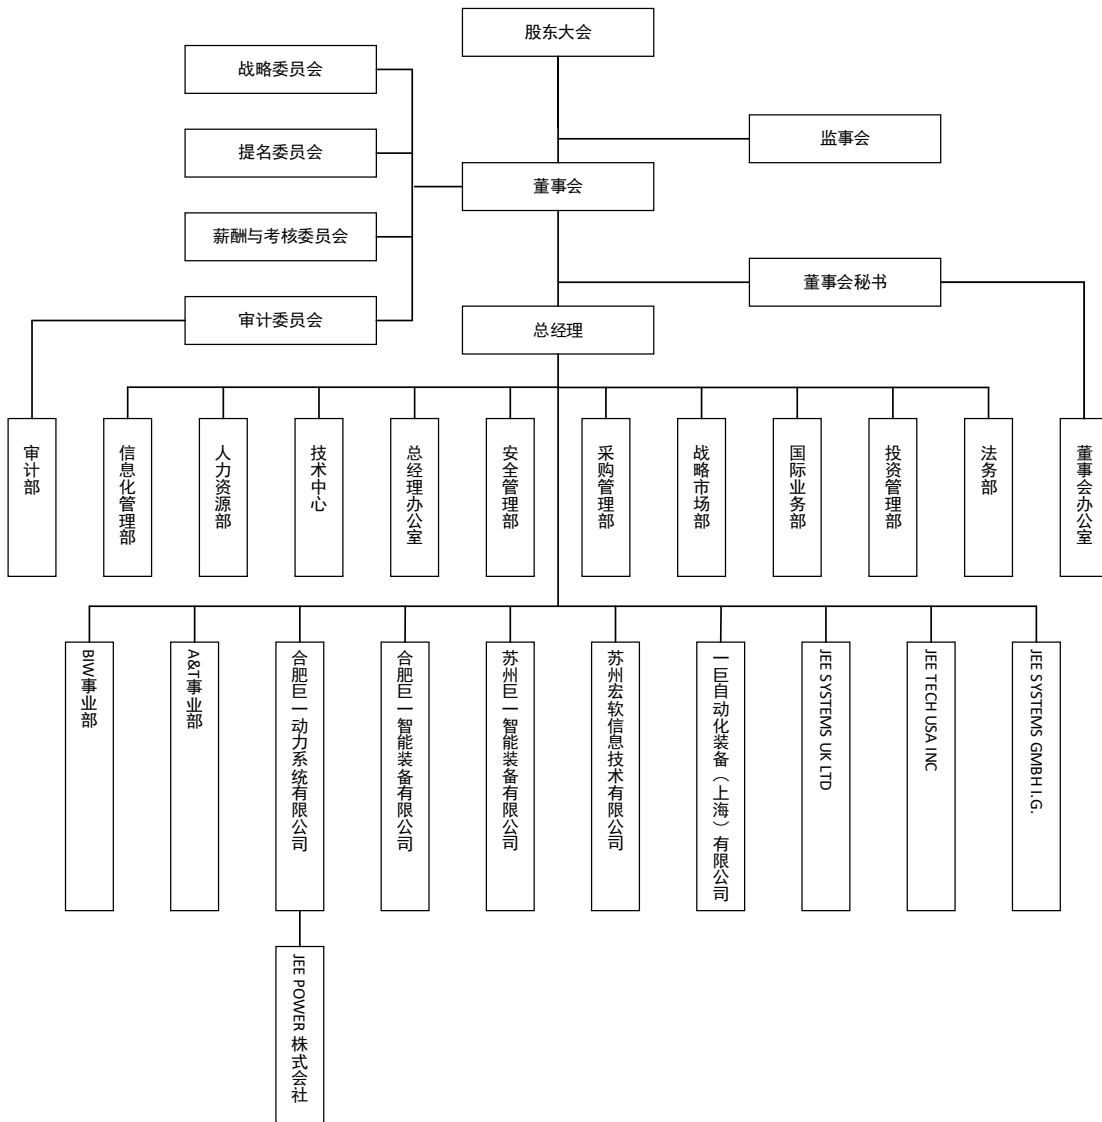 股东大会
战略委员会
监事会
提名委员会
董事会
薪酬与考核委员会
董事会秘书
审计委员会
总经理
审计部
信息化管理部
人力资源部
技术中心
总经理办公室
安全管理部
采购管理部
战略市场部
国际业务部
投资管理部
法务部
董事会办公室
BIW事业部
A&T事业部
合肥巨一动力系统有限公司
合肥巨一智能装备有限公司
苏州巨一智能装备有限公司
苏州宏软信息技术有限公司
一巨自动化装备（上海）有限公司
JEE SYSTEMS UK LTD
JEE TECH USA INC
JEE SYSTEMS GMBH I.G.
JEE POWER 株式会社